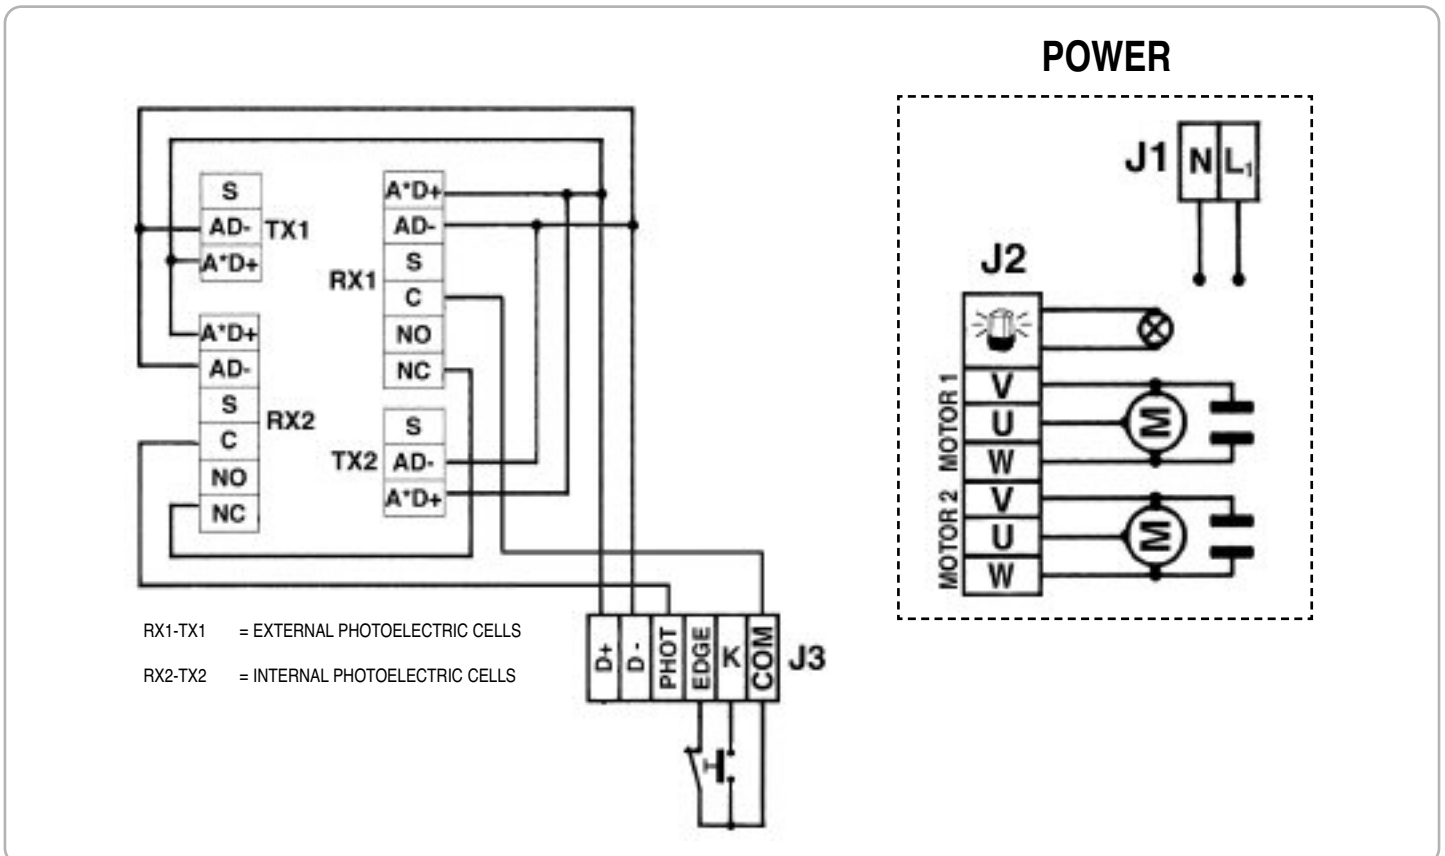 POWER
J1 N L1
J2
MOTOR 1
V
U
W
MOTOR 2
V
U
W
M
M
S
AD-
A*D+
TX1
A*D+
AD-
S
C
NO
NC
RX2
A*D+
AD-
S
C
NO
NC
RX1
S
AD-
A*D+
TX2
RX1-TX1 = EXTERNAL PHOTOELECTRIC CELLS
RX2-TX2 = INTERNAL PHOTOELECTRIC CELLS
D+ D - PHOT EDGE K COM J3